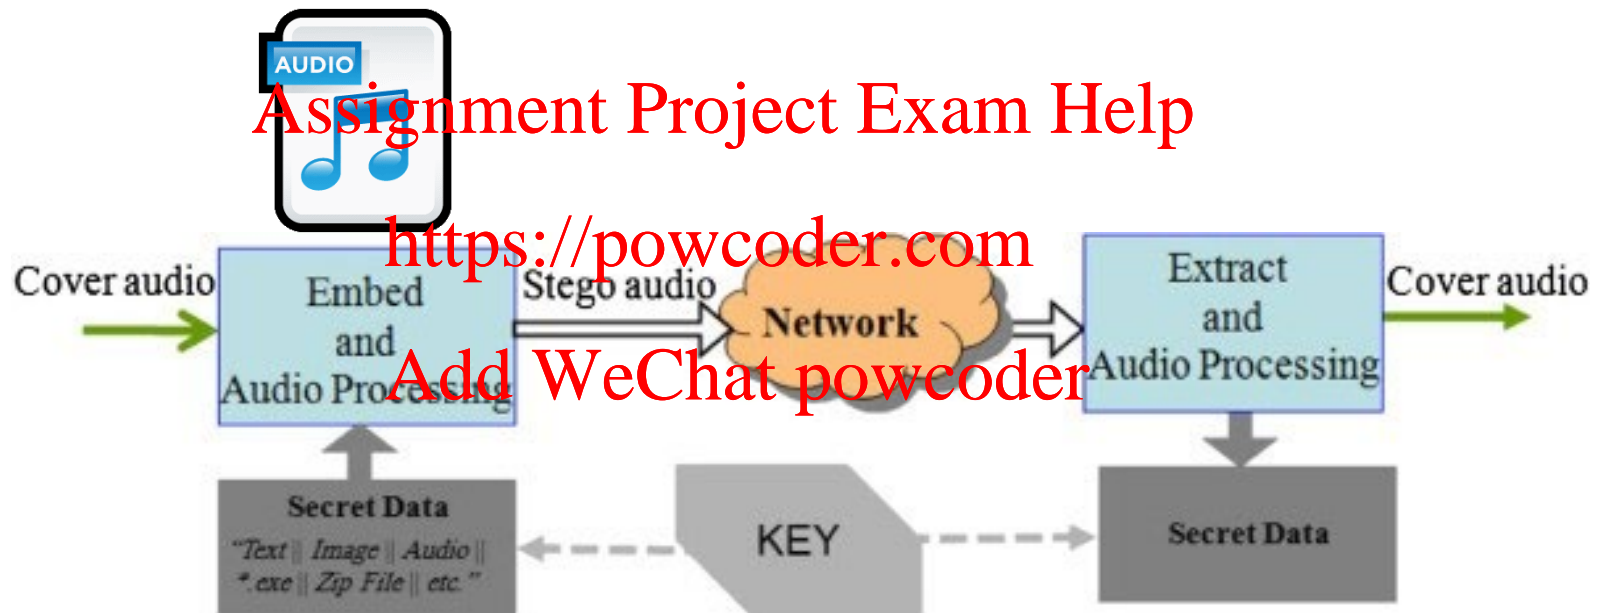 AUDIO
Assignment Project Exam Help
https://powcoder.com
Cover audio
Embed
and
Audio Processing
Stego audio
Network
Add WeChat powcoder
Extract
and
Audio Processing
Cover audio
Secret Data
“Text || Image || Audio ||
*.exe || Zip File || etc.”
KEY
Secret Data